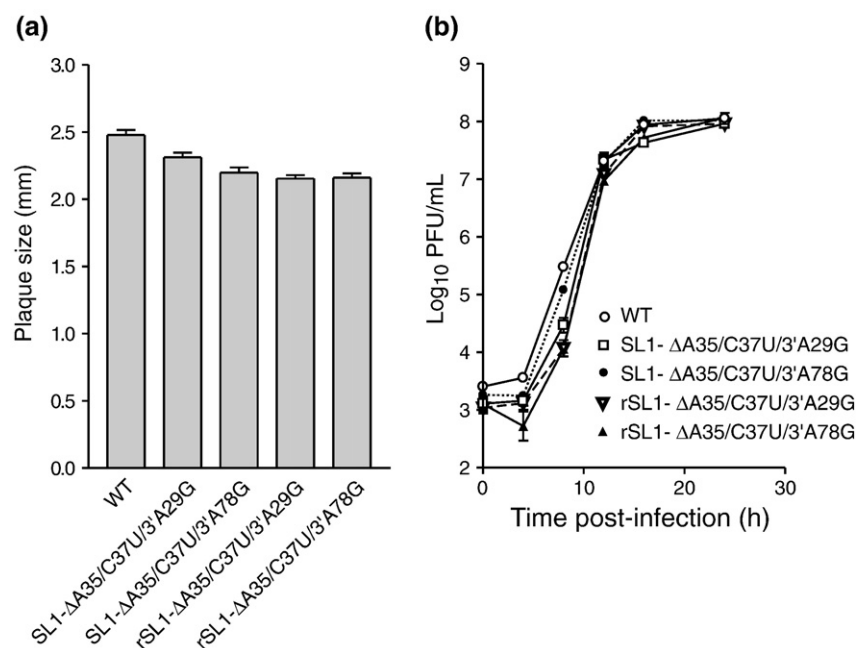 (a)
3.0
2.5
2.0
1.5
1.0
0.5
0.0
Plaque size (mm)
WT
SL1-ΔA35/C37U/3'A29G
SL1-ΔA35/C37U/3'A78G
rSL1-ΔA35/C37U/3'A29G
rSL1-ΔA35/C37U/3'A78G
(b)
9
8
7
6
5
4
3
2
Log10 PFU/mL
WT
SL1- ΔA35/C37U/3'A29G
SL1- ΔA35/C37U/3'A78G
rSL1- ΔA35/C37U/3'A29G
rSL1- ΔA35/C37U/3'A78G
0 10 20 30
Time post-infection (h)